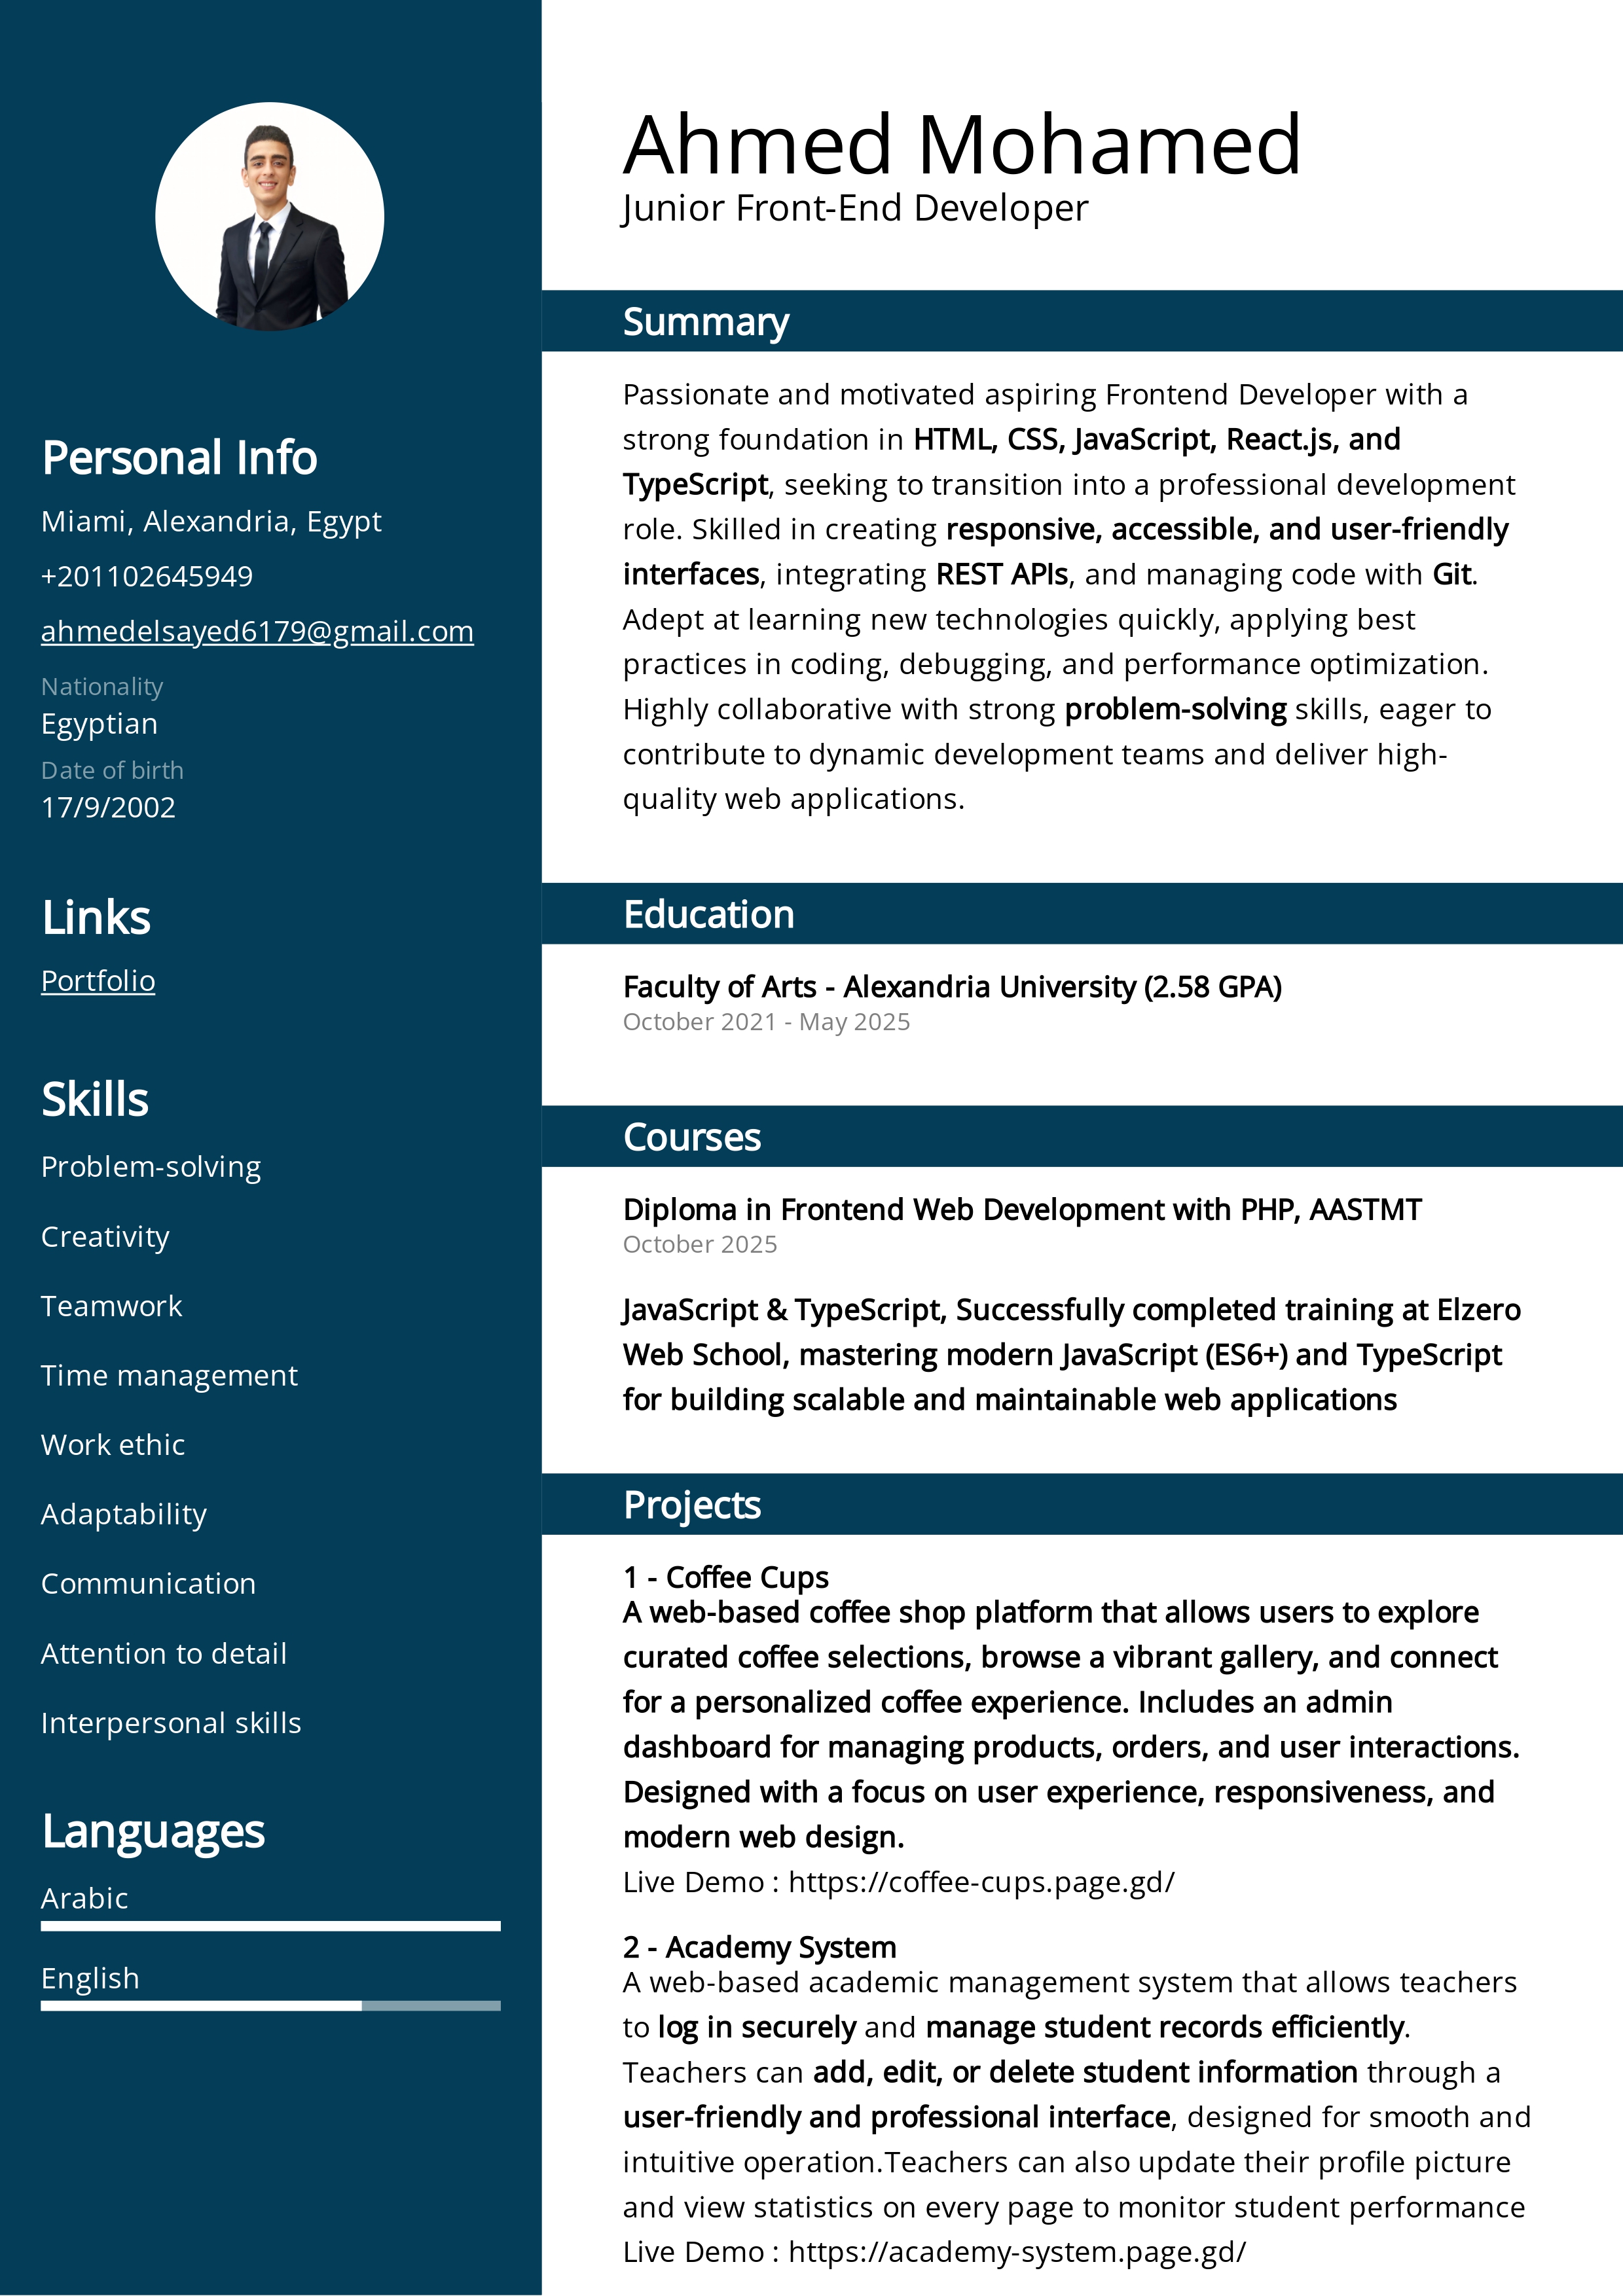 Personal Info
Miami, Alexandria, Egypt
+201102645949
ahmedelsayed6179@gmail.com
Nationality
Egyptian
Date of birth
17/9/2002
Links
Portfolio
Skills
Problem-solving
Creativity
Teamwork
Time management
Work ethic
Adaptability
Communication
Attention to detail
Interpersonal skills
Languages
Arabic
English
Ahmed Mohamed
Junior Front-End Developer
Summary
Passionate and motivated aspiring Frontend Developer with a
strong foundation in HTML, CSS, JavaScript, React.js, and
TypeScript, seeking to transition into a professional development
role. Skilled in creating responsive, accessible, and user-friendly
interfaces, integrating REST APIs, and managing code with Git.
Adept at learning new technologies quickly, applying best
practices in coding, debugging, and performance optimization.
Highly collaborative with strong problem-solving skills, eager to
contribute to dynamic development teams and deliver high-
quality web applications.
Education
Faculty of Arts - Alexandria University (2.58 GPA)
October 2021 - May 2025
Courses
Diploma in Frontend Web Development with PHP, AASTMT
October 2025
JavaScript & TypeScript, Successfully completed training at Elzero
Web School, mastering modern JavaScript (ES6+) and TypeScript
for building scalable and maintainable web applications
Projects
1 - Coffee Cups
A web-based coffee shop platform that allows users to explore
curated coffee selections, browse a vibrant gallery, and connect
for a personalized coffee experience. Includes an admin
dashboard for managing products, orders, and user interactions.
Designed with a focus on user experience, responsiveness, and
modern web design.
Live Demo : https://coffee-cups.page.gd/
2 - Academy System
A web-based academic management system that allows teachers
to log in securely and manage student records efficiently.
Teachers can add, edit, or delete student information through a
user-friendly and professional interface, designed for smooth and
intuitive operation.Teachers can also update their profile picture
and view statistics on every page to monitor student performance
Live Demo : https://academy-system.page.gd/